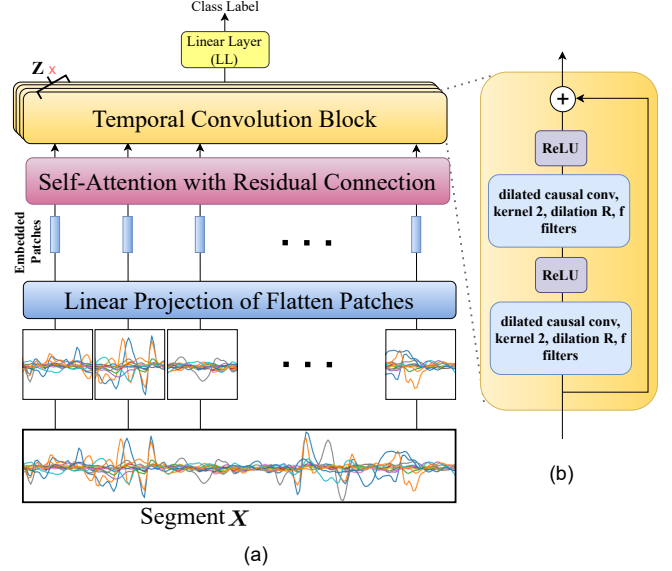 Class Label
Linear Layer
(LL)
Z x
Temporal Convolution Block
Self-Attention with Residual Connection
Embedded
Patches
Linear Projection of Flatten Patches
Segment X
(a)
+
ReLU
dilated causal conv,
kernel 2, dilation R, f
filters
ReLU
dilated causal conv,
kernel 2, dilation R, f
filters
(b)